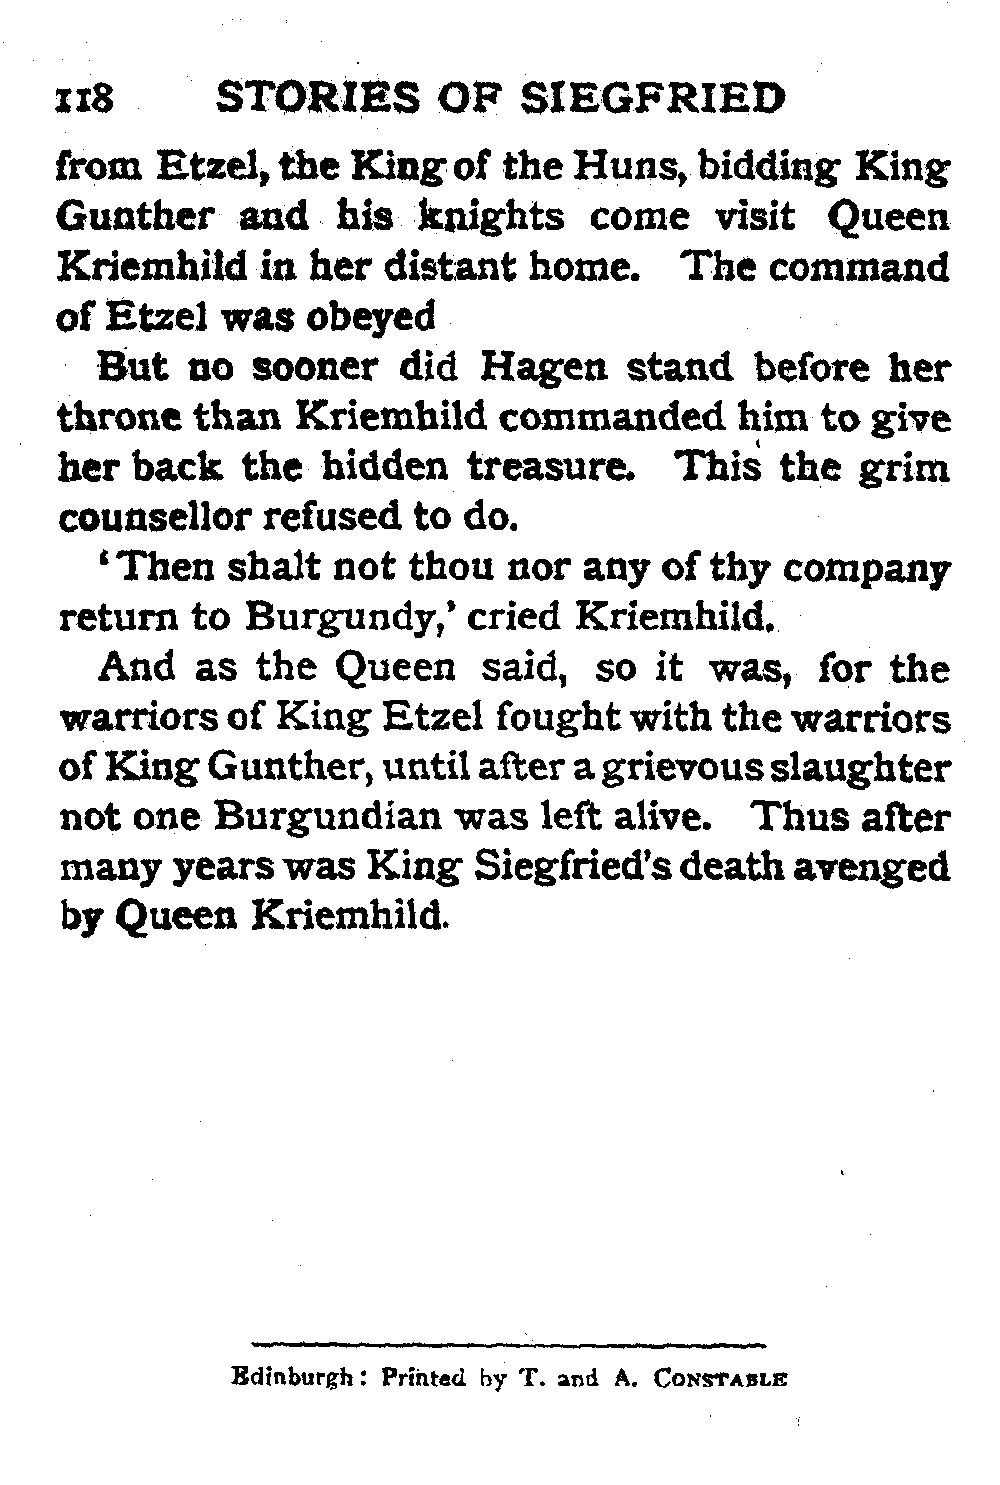 118 STORIES OF SIEGFRIED
from Etzel, the King of the Huns, bidding King
Gunther and his knights come visit Queen
Kriemhild in her distant home. The command
of Etzel was obeyed
But no sooner did Hagen stand before her
throne than Kriemhild commanded him to give
her back the hidden treasure. This the grim
counsellor refused to do.
‘Then shalt not thou nor any of thy company
return to Burgundy,’ cried Kriemhild.
And as the Queen said, so it was, for the
warriors of King Etzel fought with the warriors
of King Gunther, until after a grievous slaughter
not one Burgundian was left alive. Thus after
many years was King Siegfried’s death avenged
by Queen Kriemhild.
Edinburgh: Printed by T. and A. CONSTABLE